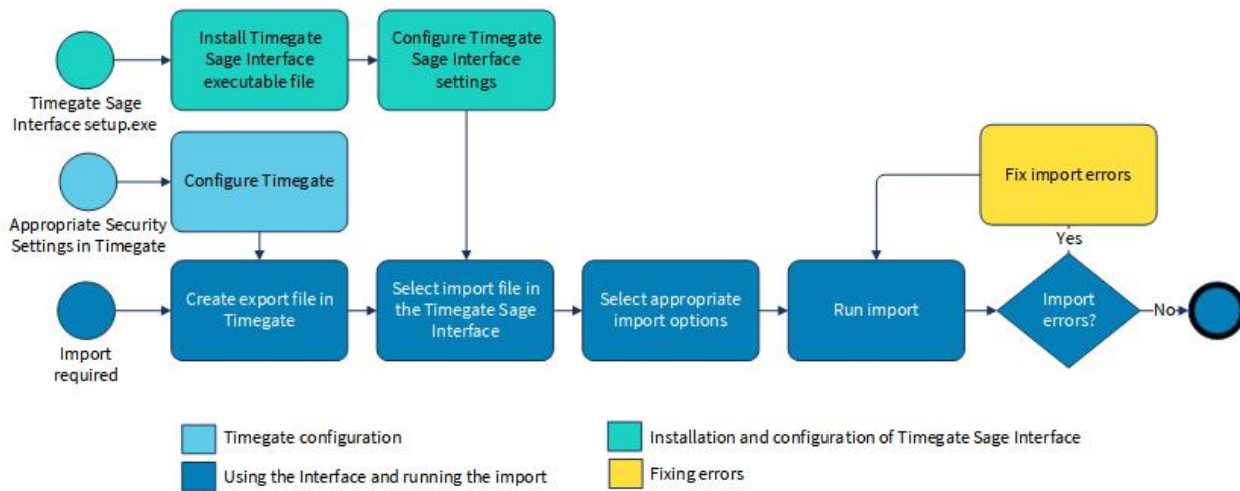 Install Timegate
Sage Interface
executable file
Configure Timegate
Sage Interface
settings
Timegate Sage
Interface setup.exe
Configure Timegate
Fix import errors
Appropriate Security
Settings in Timegate
Yes
Create export file in
Timegate
Select import file in
the Timegate Sage
Interface
Select appropriate
import options
Run import
Import
errors?
No
Import
required
Timegate configuration
Installation and configuration of Timegate Sage Interface
Using the Interface and running the import
Fixing errors